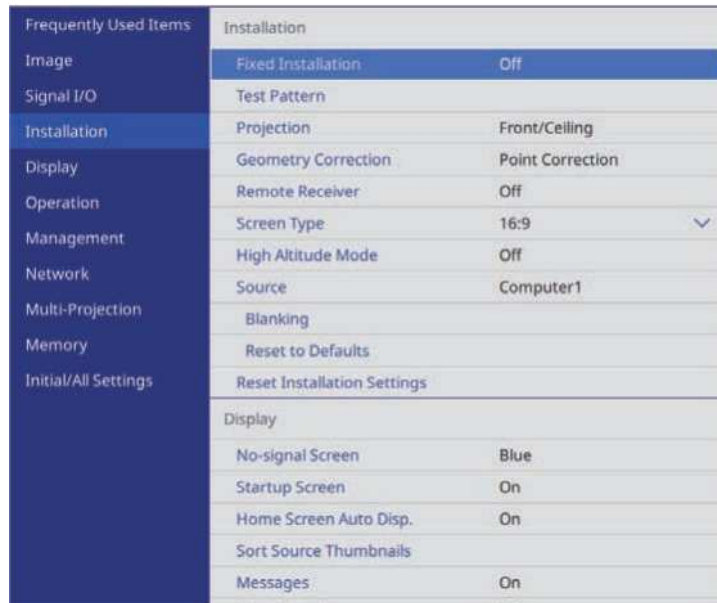 Frequently Used Items
Image
Signal I/O
Installation
Display
Operation
Management
Network
Multi-Projection
Memory
Initial/All Settings
Installation
Fixed Installation Off
Test Pattern
Projection Front/Ceiling
Geometry Correction Point Correction
Remote Receiver Off
Screen Type 16:9
High Altitude Mode Off
Source Computer1
Blanking
Reset to Defaults
Reset Installation Settings
Display
No-signal Screen Blue
Startup Screen On
Home Screen Auto Disp. On
Sort Source Thumbnails
Messages On